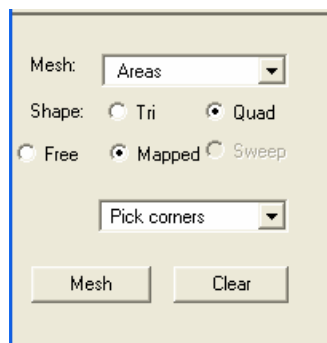 Mesh: Areas
Shape: Tri Quad
Free Mapped Sweep
Pick corners
Mesh Clear